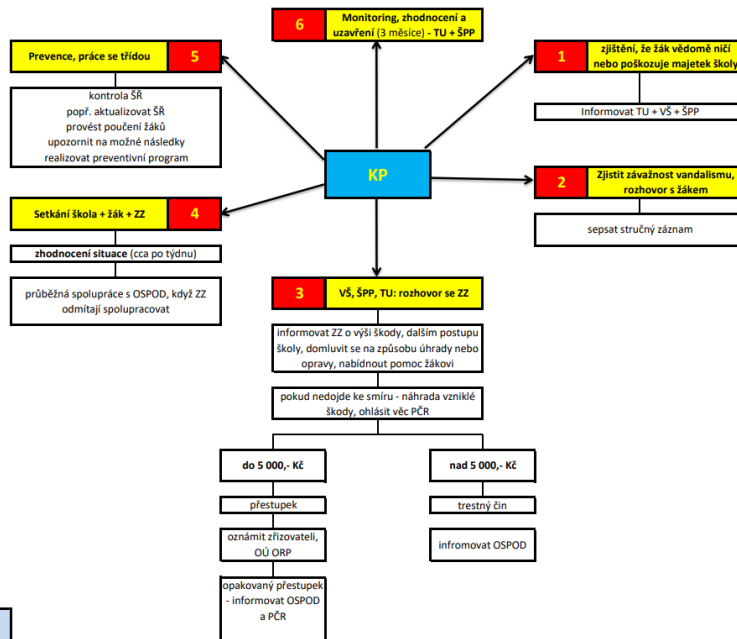 6
Monitoring, zhodnocení a
uzavření (3 měsíce) - TU + ŠPP
Prevence, práce se třídou
5
kontrola ŠŘ
popř. aktualizovat ŠŘ
provést poučení žáků
upozornit na možné následky
realizovat preventivní program
1
zjištění, že žák vědomě ničí
nebo poškozuje majetek školy
Informovat TU + VŠ + ŠPP
KP
2
Zjistit závažnost vandalismu,
rozhovor s žákem
sepsat stručný záznam
Setkání škola + žák + ZZ
4
zhodnocení situace (cca po týdnu)
průběžná spolupráce s OSPOD, když ZZ
odmítají spolupracovat
3
VŠ, ŠPP, TU: rozhovor se ZZ
informovat ZZ o výši škody, dalším postupu
školy, domluvit se na způsobu úhrady nebo
opravy, nabídnout pomoc žákovi
pokud nedojde ke smíru - náhrada vzniklé
škody, ohlásit věc PČR
do 5 000,- Kč
přestupek
oznámit zřizovateli,
OÚ ORP
opakovaný přestupek
- informovat OSPOD
a PČR
nad 5 000,- Kč
trestný čin
infromovat OSPOD